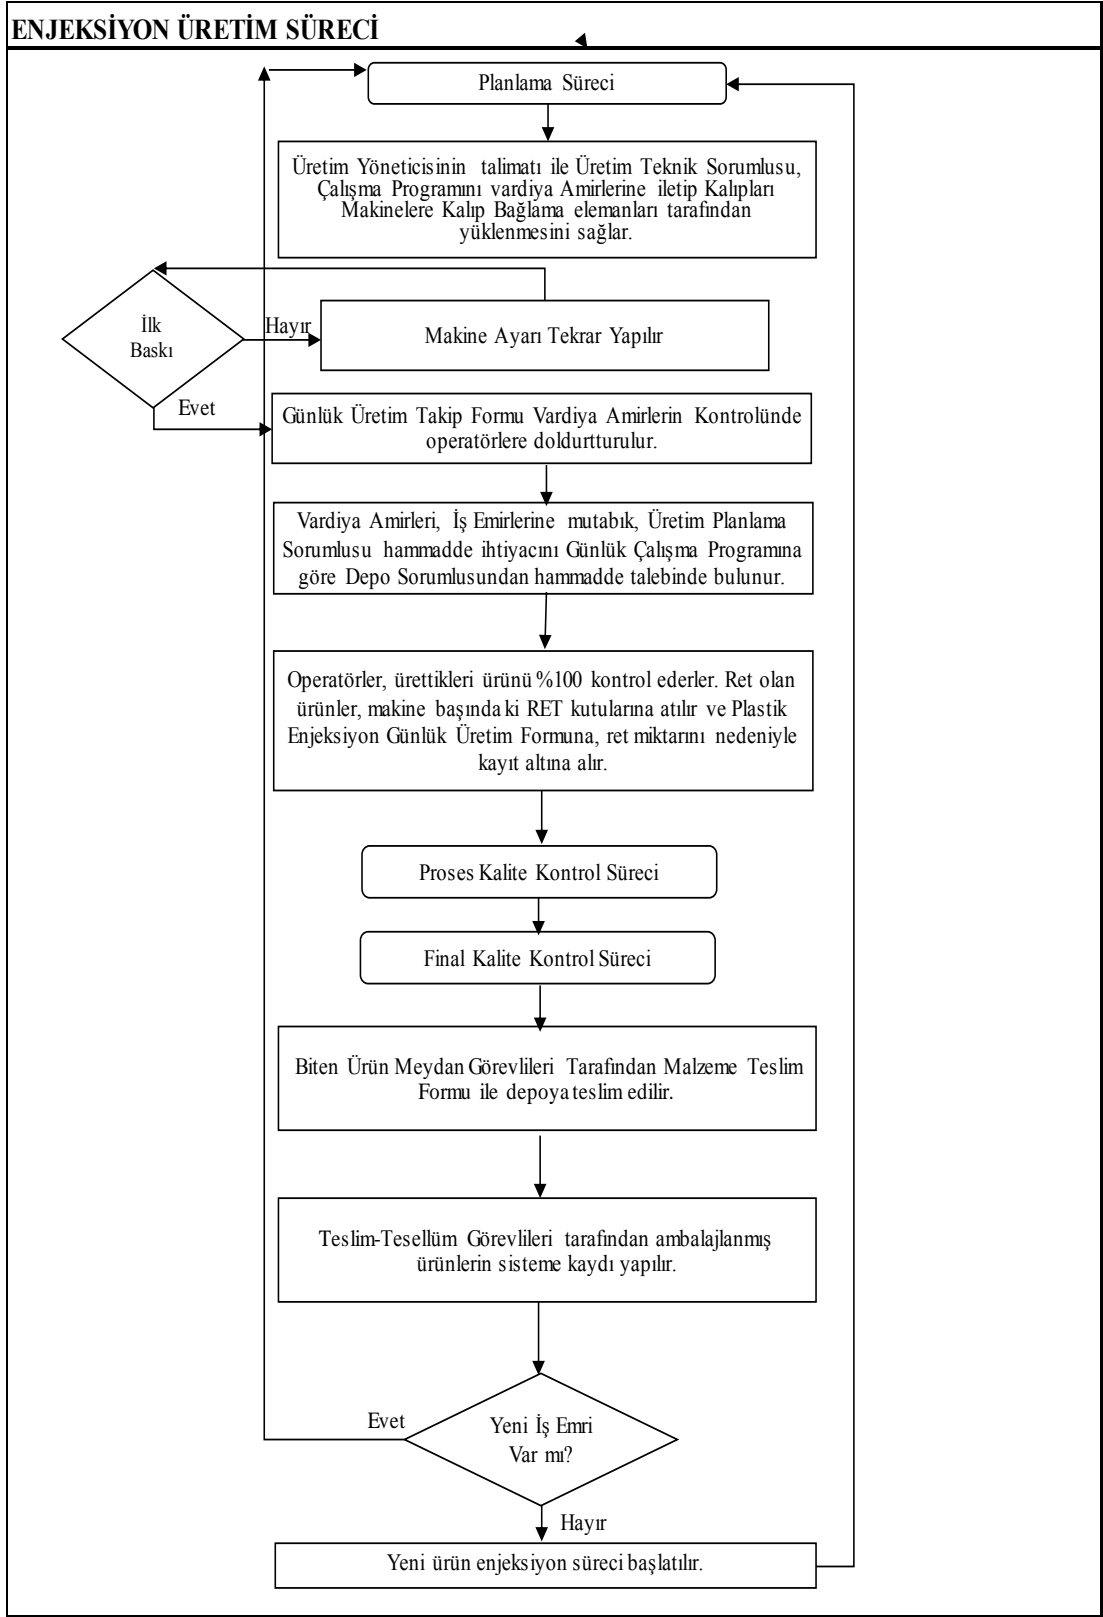 ENJEKSİYON ÜRETİM SÜRECİ
Planlama Süreci
Üretim Yöneticisinin talimatı ile Üretim Teknik Sorumlusu,
Çalışma Programını vardiya Amirlerine iletip Kalıpları
Makinelere Kalıp Bağlama elemanları tarafından
yüklenmesini sağlar.
İlk
Baskı
Hayır
Makine Ayarı Tekrar Yapılır
Evet
Günlük Üretim Takip Formu Vardiya Amirlerin Kontrolünde
operatörlere doldurtturulur.
Vardiya Amirleri, İş Emirlerine mutabık, Üretim Planlama
Sorumlusu hammadde ihtiyacını Günlük Çalışma Programına
göre Depo Sorumlusundan hammadde talebinde bulunur.
Operatörler, ürettikleri ürünü %100 kontrol ederler. Ret olan
ürünler, makine başındaki RET kutularına atılır ve Plastik
Enjeksiyon Günlük Üretim Formuna, ret miktarını nedeniyle
kayıt altına alır.
Proses Kalite Kontrol Süreci
Final Kalite Kontrol Süreci
Biten Ürün Meydan Görevlileri Tarafından Malzeme Teslim
Formu ile depoya teslim edilir.
Teslim-Tesellüm Görevlileri tarafından ambalajlanmış
ürünlerin sisteme kaydı yapılır.
Evet
Yeni İş Emri
Var mı?
Hayır
Yeni ürün enjeksiyon süreci başlatılır.